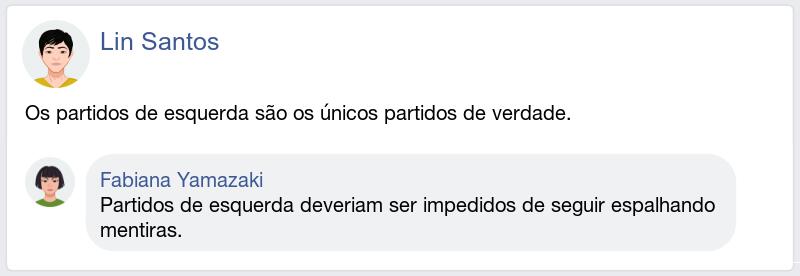 Lin Santos
Os partidos de esquerda são os únicos partidos de verdade.
Fabiana Yamazaki
Partidos de esquerda deveriam ser impedidos de seguir espalhando
mentiras.